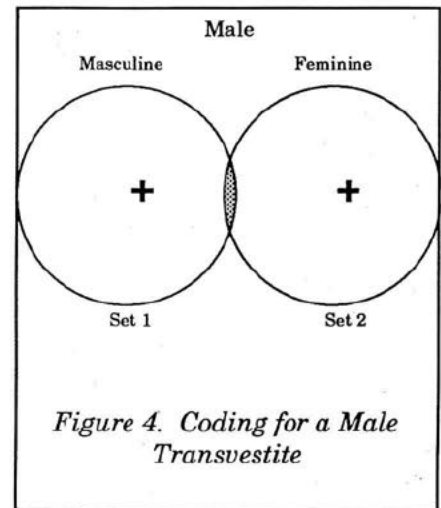 Male
Masculine Feminine
+ +
Set 1 Set 2
Figure 4. Coding for a Male
Transvestite